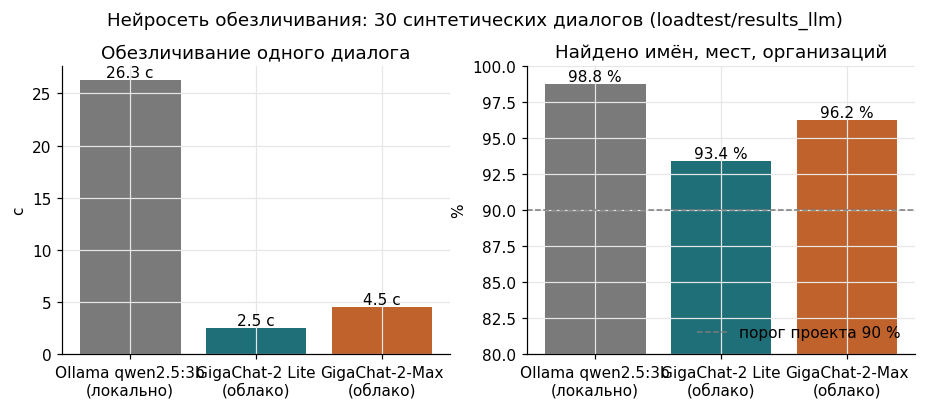 Нейросеть обезличивания: 30 синтетических диалогов (loadtest/results_llm)
Обезличивание одного диалога
26.3 с
2.5 с
4.5 с
25
20
15
10
5
0
с
Ollama qwen2.5:3b
(локально)
GigaChat-2 Lite
(облако)
GigaChat-2-Max
(облако)
Найдено имён, мест, организаций
98.8 %
93.4 %
96.2 %
100.0
97.5
95.0
92.5
90.0
87.5
85.0
82.5
80.0
%
порог проекта 90 %
Ollama qwen2.5:3b
(локально)
GigaChat-2 Lite
(облако)
GigaChat-2-Max
(облако)